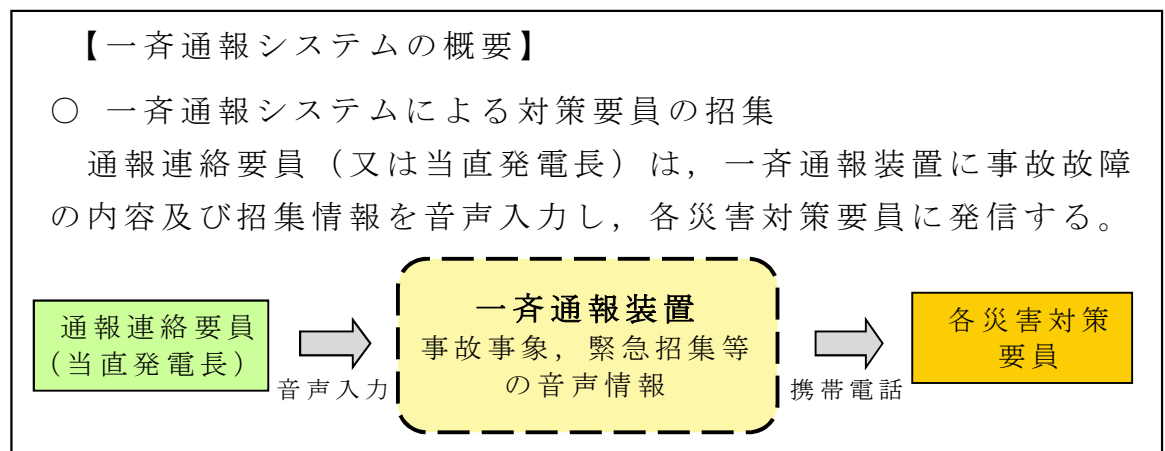 【一斉通報システムの概要】
○ 一斉通報システムによる対策要員の招集
通報連絡要員（又は当直発電長）は，一斉通報装置に事故故障
の内容及び招集情報を音声入力し，各災害対策要員に発信する。
通報連絡要員
(当直発電長)
音声入力
一斉通報装置
事故事象，緊急招集等
の音声情報
携帯電話
各災害対策
要員